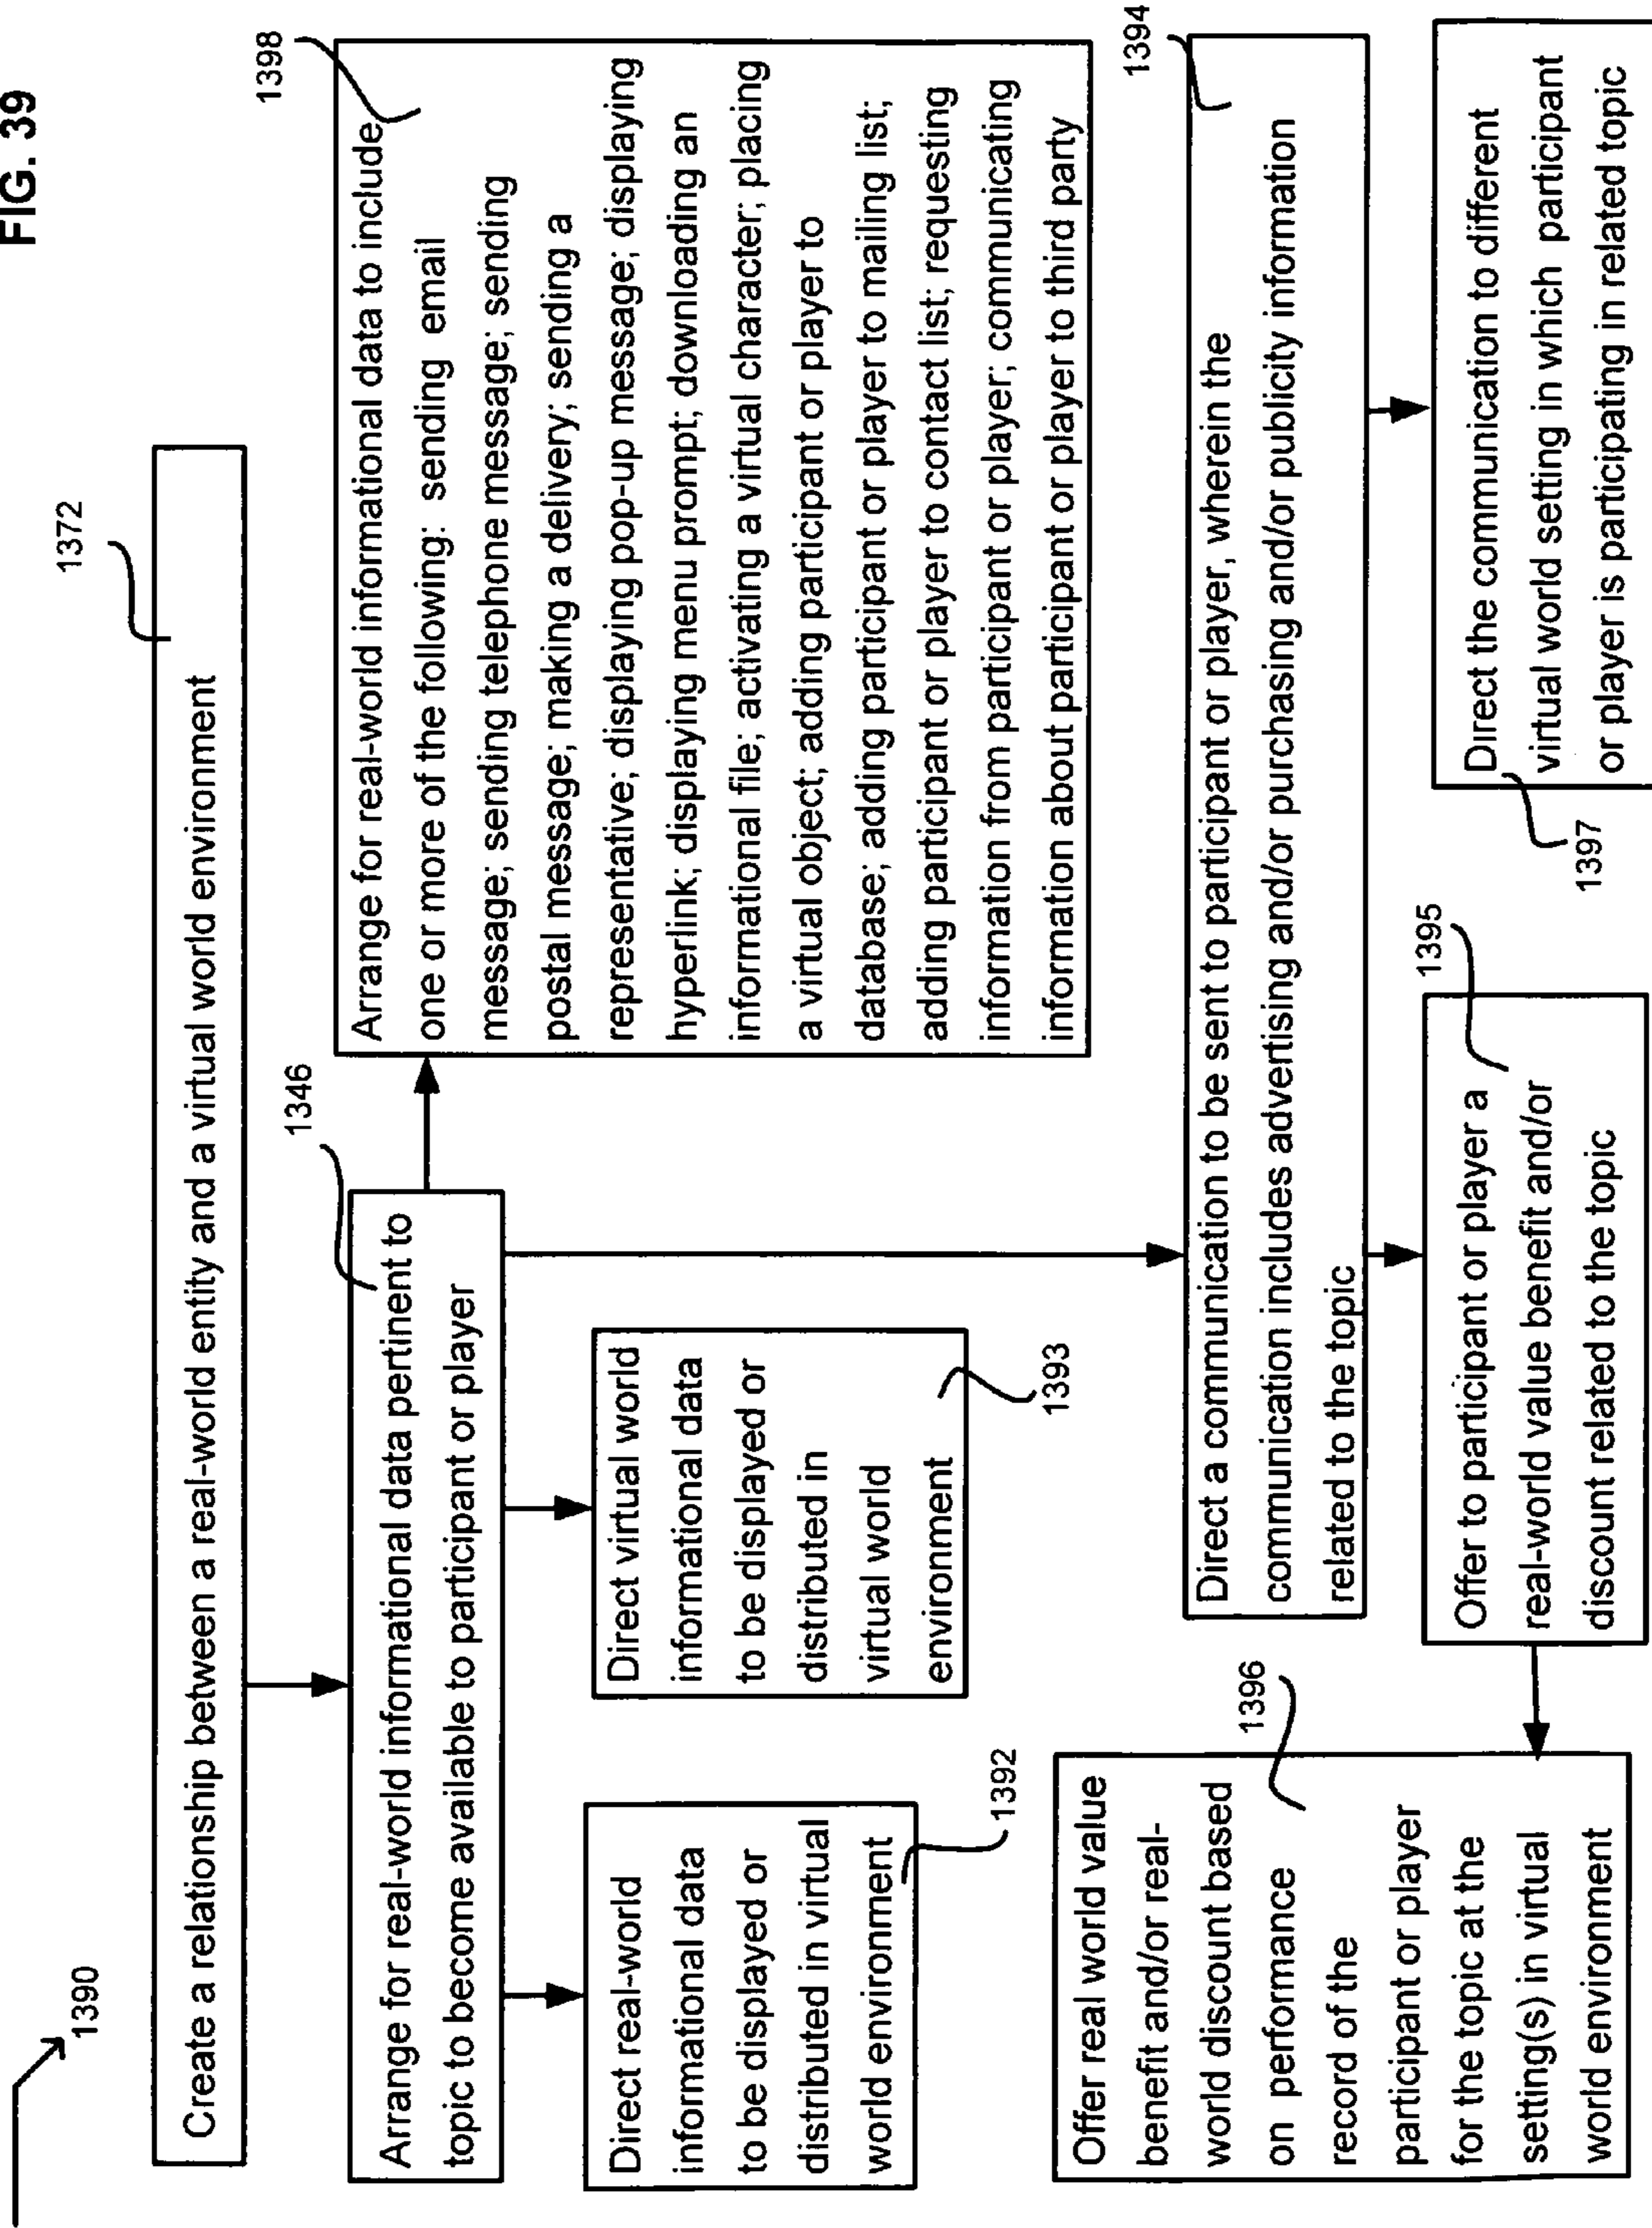 FIG. 39
1390
1372
Create a relationship between a real-world entity and a virtual world environment
1346
Arrange for real-world informational data pertinent to
topic to become available to participant or player
1398
Arrange for real-world informational data to include
one or more of the following: sending email
message; sending telephone message; sending
postal message; making a delivery; sending a
representative; displaying pop-up message; displaying
hyperlink; displaying menu prompt; downloading an
informational file; activating a virtual character; placing
a virtual object; adding participant or player to
database; adding participant or player to mailing list;
adding participant or player to contact list; requesting
information from participant or player; communicating
information about participant or player to third party
Direct real-world
informational data
to be displayed or
distributed in virtual
world environment
1392
Direct virtual world
informational data
to be displayed or
distributed in
virtual world
environment
1393
1394
Direct a communication to be sent to participant or player, wherein the
communication includes advertising and/or purchasing and/or publicity information
related to the topic
1396
Offer real world value
benefit and/or real-
world discount based
on performance
record of the
participant or player
for the topic at the
setting(s) in virtual
world environment
1395
Offer to participant or player a
real-world value benefit and/or
discount related to the topic
1397
Direct the communication to different
virtual world setting in which participant
or player is participating in related topic